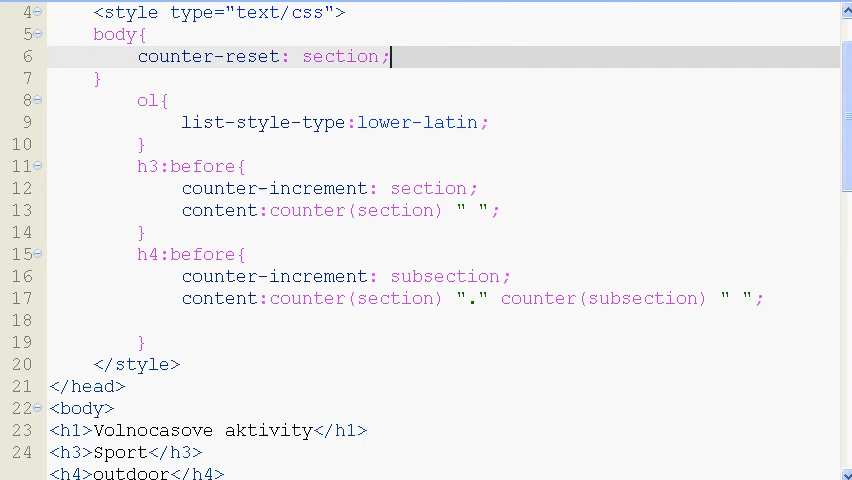 4 <style type="text/css">
5 body{
6 counter-reset: section;
7 }
8 ol{
9 list-style-type:lower-latin;
10 }
11 h3:before{
12 counter-increment: section;
13 content:counter(section) " ";
14 }
15 h4:before{
16 counter-increment: subsection;
17 content:counter(section) "." counter(subsection) " ";
18
19 }
20 </style>
21 </head>
22 <body>
23 <h1>Volnocasove aktivity</h1>
24 <h3>Sport</h3>
<h4>outdoor</h4>